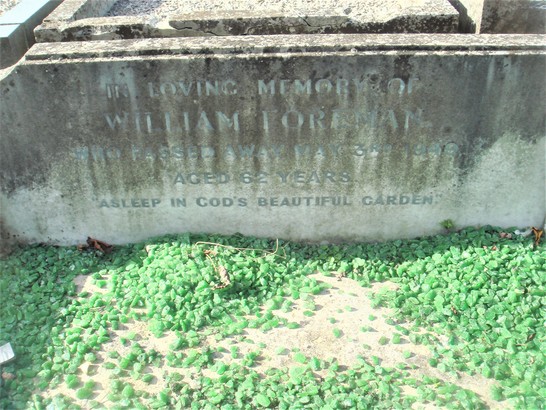 IN LOVING MEMORY OF
WILLIAM FOREMAN
WHO PASSED AWAY MAY
AGED 62 YEARS
"ASLEEP IN GOD'S BEAUTIFUL GARDEN."